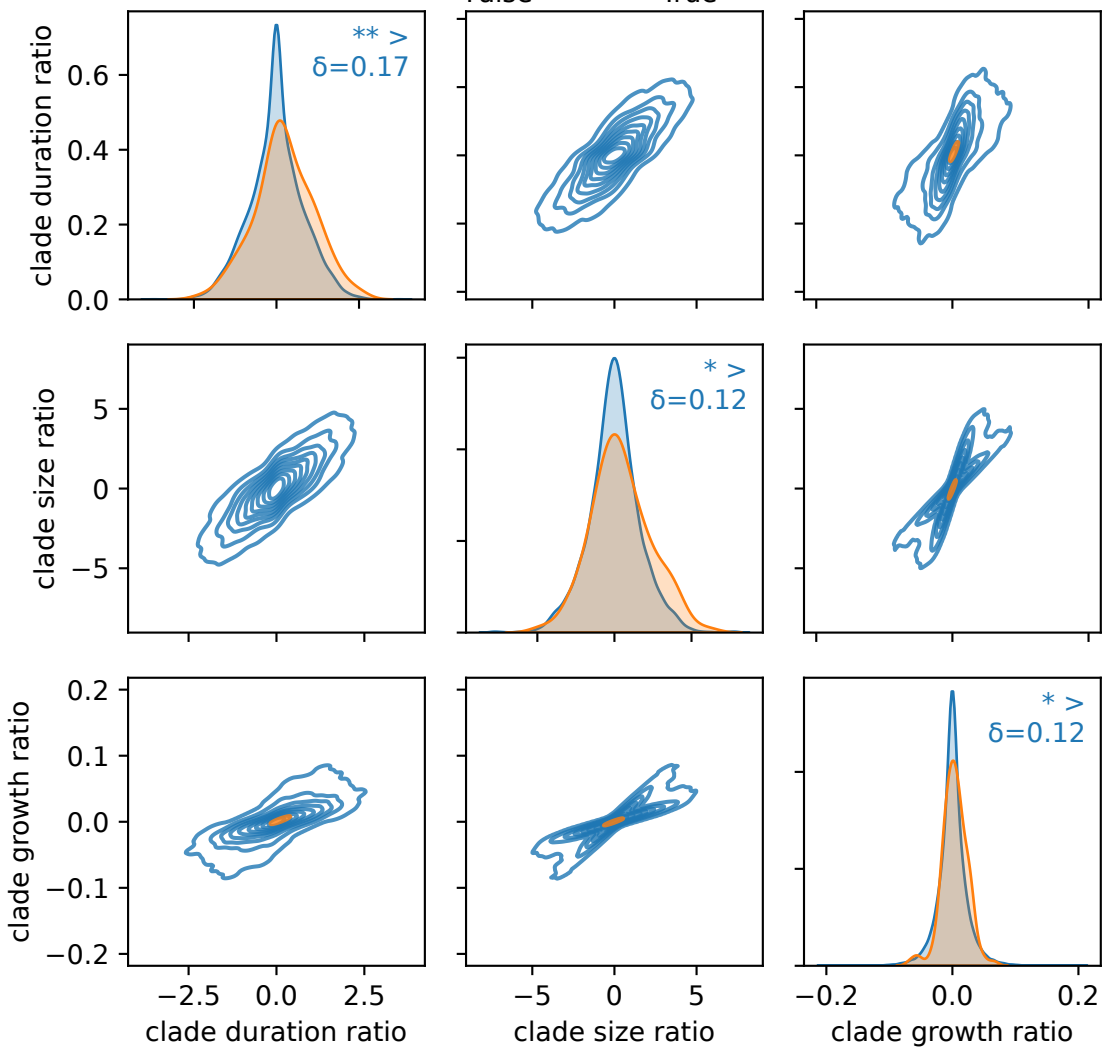 True
** >
δ=0.17
clade duration ratio
0.6
0.4
0.2
0.0
* >
δ=0.12
clade size ratio
5
0
−5
* >
δ=0.12
clade growth ratio
0.2
0.1
0.0
−0.1
−0.2
−2.5 0.0 2.5
−5 0 5
−0.2 0.0 0.2
clade duration ratio
clade size ratio
clade growth ratio